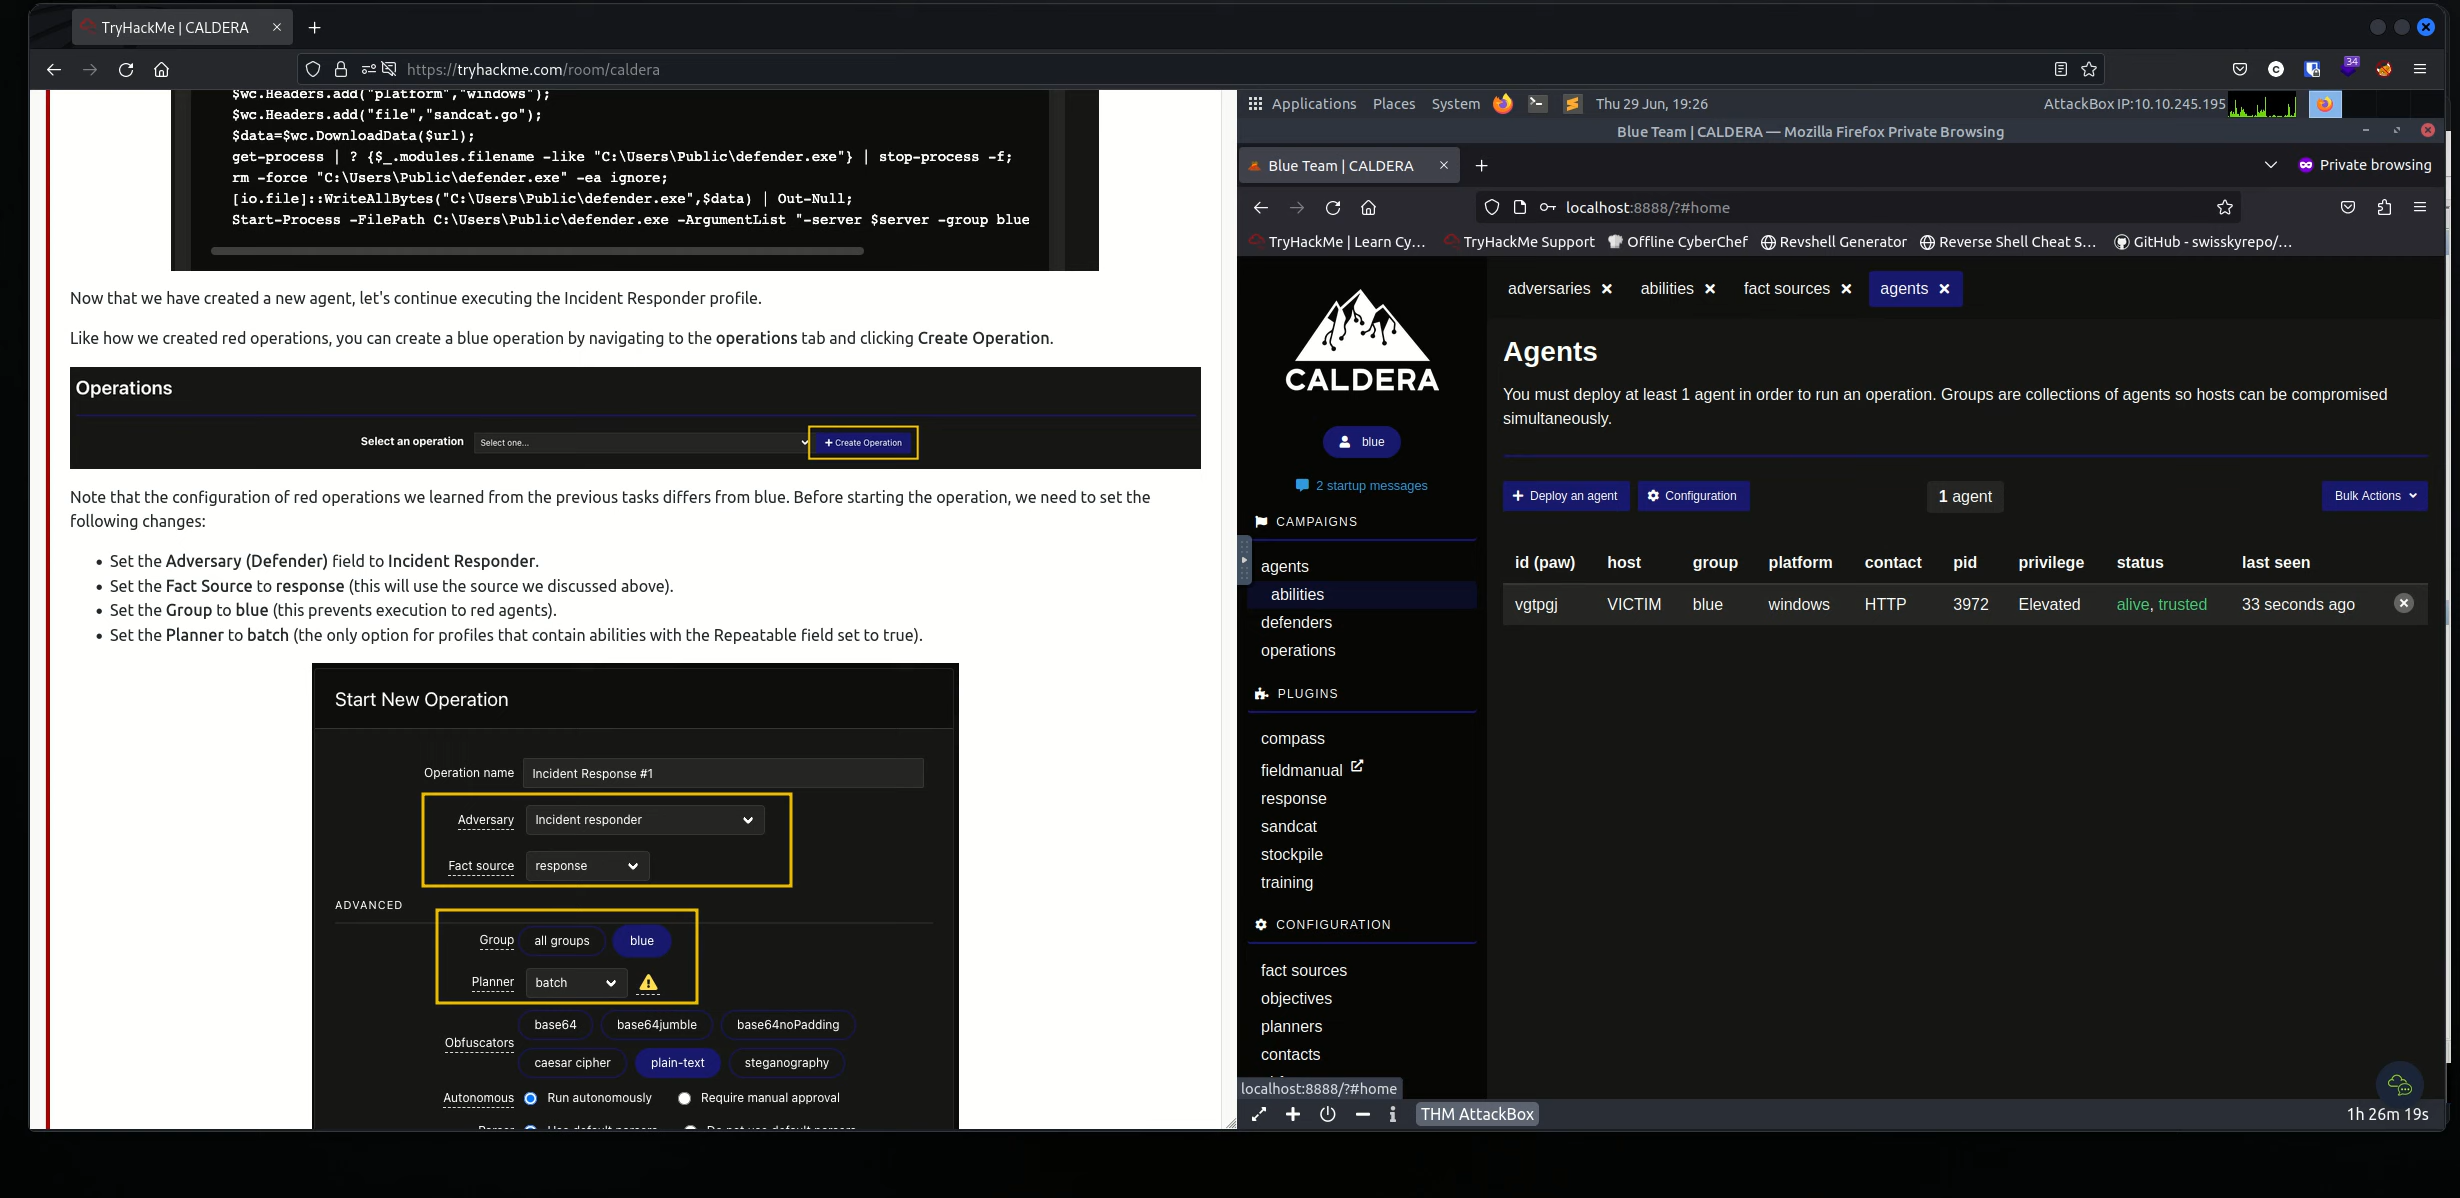 TryHackMe | CALDERA
https://tryhackme.com/room/caldera
34
$wc.Headers.add("platform","windows");
$wc.Headers.add("file","sandcat.go");
$data=$wc.DownloadData($url);
get-process | ? {$_.modules.filename -like "C:\Users\Public\defender.exe"} | stop-process -f;
rm -force "C:\Users\Public\defender.exe" -ea ignore;
[io.file]::WriteAllBytes("C:\Users\Public\defender.exe",$data) | Out-Null;
Start-Process -FilePath C:\Users\Public\defender.exe -ArgumentList "-server $server -group blue
Now that we have created a new agent, let's continue executing the Incident Responder profile.
Like how we created red operations, you can create a blue operation by navigating to the operations tab and clicking Create Operation.
Operations
Select an operation Select one... + Create Operation
Note that the configuration of red operations we learned from the previous tasks differs from blue. Before starting the operation, we need to set the
following changes:
• Set the Adversary (Defender) field to Incident Responder.
• Set the Fact Source to response (this will use the source we discussed above).
• Set the Group to blue (this prevents execution to red agents).
• Set the Planner to batch (the only option for profiles that contain abilities with the Repeatable field set to true).
Start New Operation
Operation name Incident Response #1
Adversary Incident responder
Fact source response
ADVANCED
Group all groups blue
Planner batch
Obfuscators base64 base64jumble base64noPadding
caesar cipher plain-text steganography
Autonomous Run autonomously Require manual approval
Applications Places System Thu 29 Jun, 19:26 AttackBox IP:10.10.245.195
Blue Team | CALDERA — Mozilla Firefox Private Browsing
Blue Team | CALDERA Private browsing
localhost:8888/?#home
TryHackMe | Learn Cy... TryHackMe Support Offline CyberChef Revshell Generator Reverse Shell Cheat S... GitHub - swisskyrepo/...
CALDERA
blue
2 startup messages
CAMPAIGNS
agents
abilities
defenders
operations
PLUGINS
compass
fieldmanual
response
sandcat
stockpile
training
CONFIGURATION
fact sources
objectives
planners
contacts
localhost:8888/?#home
adversaries abilities fact sources agents
Agents
You must deploy at least 1 agent in order to run an operation. Groups are collections of agents so hosts can be compromised
simultaneously.
+ Deploy an agent Configuration 1 agent Bulk Actions
id (paw) host group platform contact pid privilege status last seen
vgtpgj VICTIM blue windows HTTP 3972 Elevated alive, trusted 33 seconds ago
THM AttackBox 1h 26m 19s